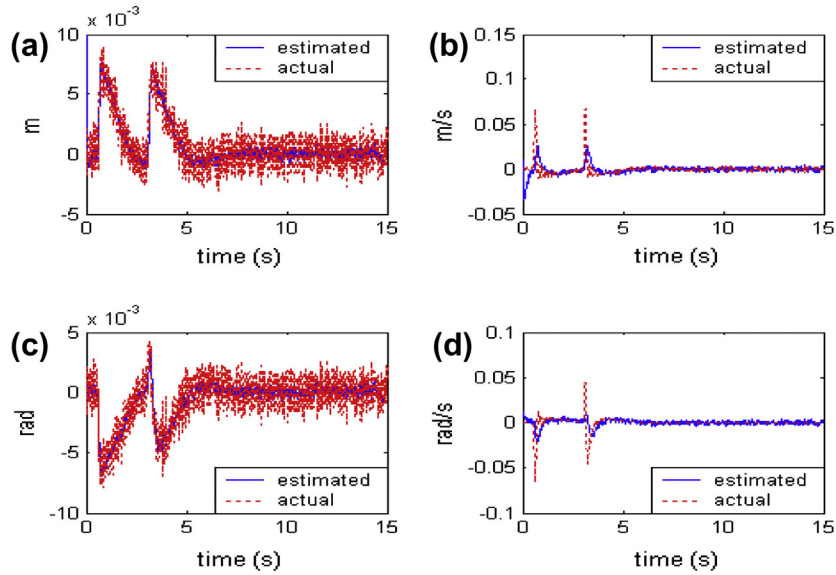 (a)
x 10⁻³
10
5
0
-5
m
estimated
actual
0 5 10 15
time (s)
(b)
0.15
0.1
0.05
0
-0.05
m/s
estimated
actual
0 5 10 15
time (s)
(c)
x 10⁻³
5
0
-5
-10
rad
estimated
actual
0 5 10 15
time (s)
(d)
0.1
0.05
0
-0.05
-0.1
rad/s
estimated
actual
0 5 10 15
time (s)